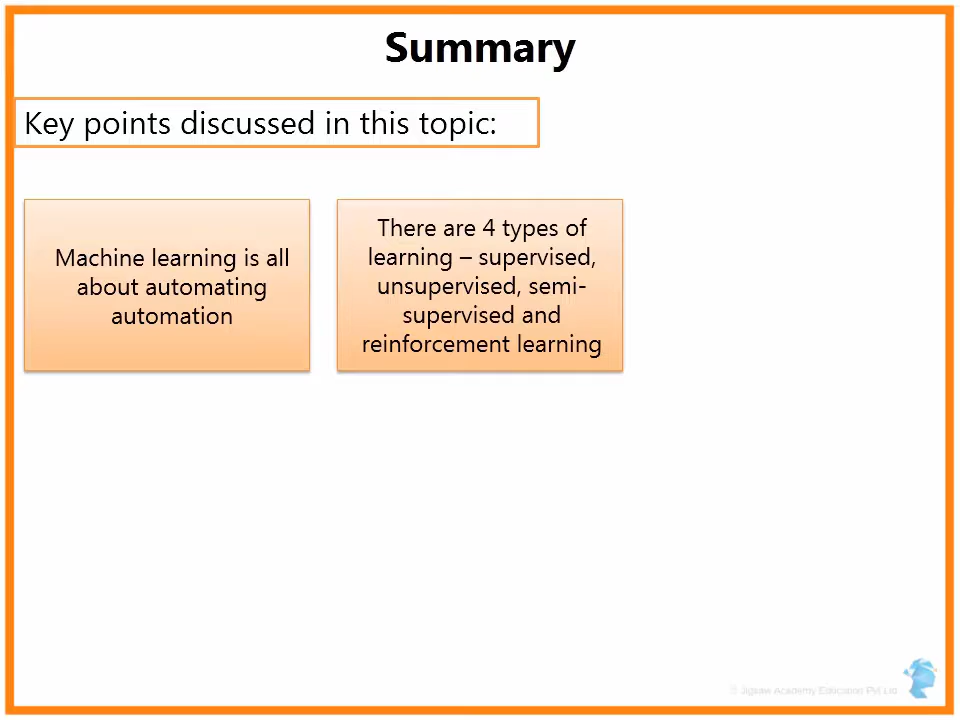 Summary
Key points discussed in this topic:
Machine learning is all
about automating
automation
There are 4 types of
learning – supervised,
unsupervised, semi-
supervised and
reinforcement learning
© Jigsaw Academy Education Pvt Ltd